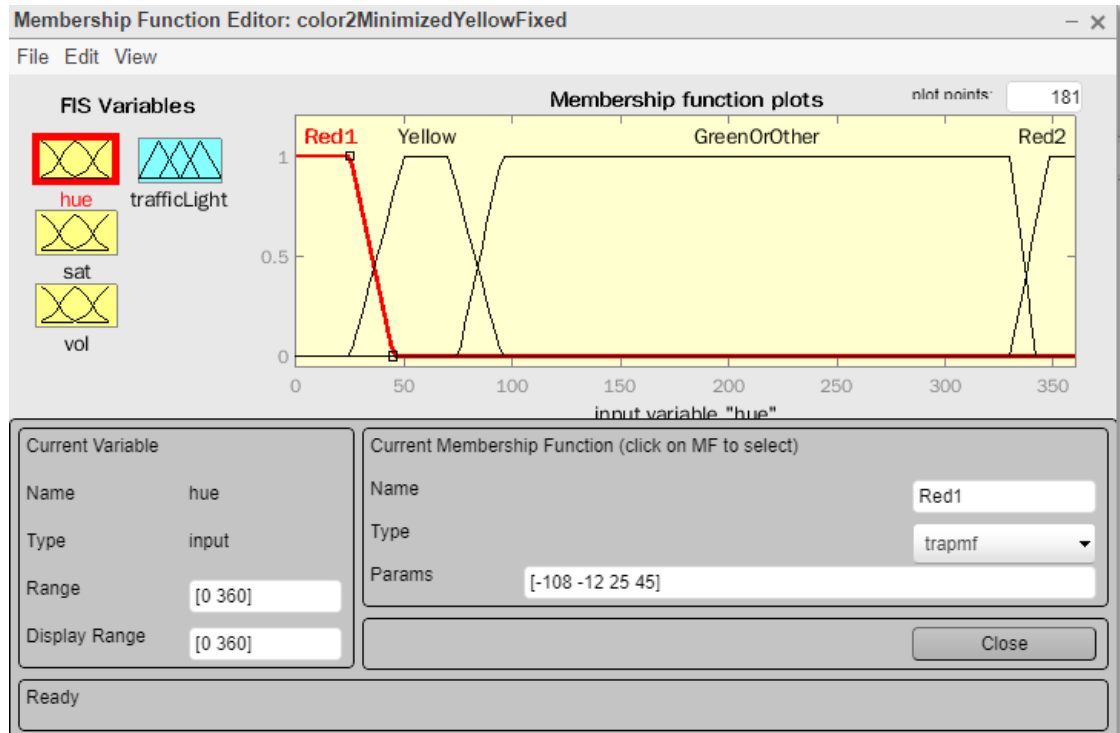 Membership Function Editor: color2MinimizedYellowFixed
File Edit View
FIS Variables
Membership function plots
plot points:
181
Red1 Yellow GreenOrOther Red2
1
0.5
0
0 50 100 150 200 250 300 350
input variable "hue"
hue
trafficLight
sat
vol
Current Variable
Name hue
Type input
Range [0 360]
Display Range [0 360]
Current Membership Function (click on MF to select)
Name Red1
Type trapmf
Params [-108 -12 25 45]
Close
Ready